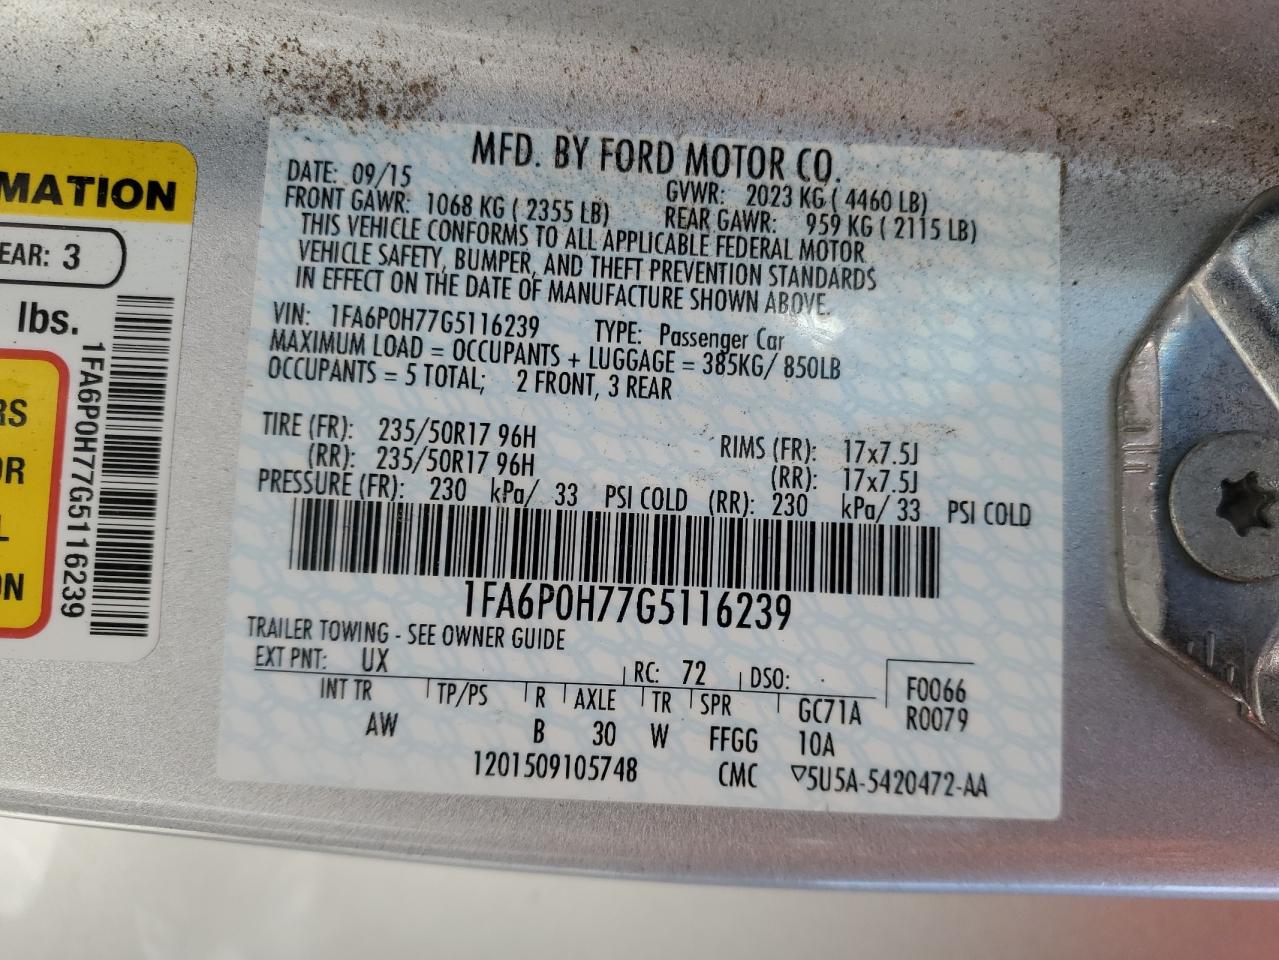 MFD. BY FORD MOTOR CO.
DATE: 09/15 GVWR: 2023 KG ( 4460 LB)
FRONT GAWR: 1068 KG ( 2355 LB) REAR GAWR: 959 KG ( 2115 LB)
THIS VEHICLE CONFORMS TO ALL APPLICABLE FEDERAL MOTOR
VEHICLE SAFETY, BUMPER, AND THEFT PREVENTION STANDARDS
IN EFFECT ON THE DATE OF MANUFACTURE SHOWN ABOVE.
VIN: 1FA6P0H77G5116239 TYPE: Passenger Car
MAXIMUM LOAD = OCCUPANTS + LUGGAGE = 385KG/ 850LB
OCCUPANTS = 5 TOTAL; 2 FRONT, 3 REAR
TIRE (FR): 235/50R17 96H RIMS (FR): 17x7.5J
(RR): 235/50R17 96H (RR): 17x7.5J
PRESSURE (FR): 230 kPa/ 33 PSI COLD (RR): 230 kPa/ 33 PSI COLD
1FA6P0H77G5116239
TRAILER TOWING - SEE OWNER GUIDE
EXT PNT: UX RC: 72 DSO:
INT TR TP/PS R AXLE TR SPR GC71A
AW B 30 W FFGG 10A
F0066
R0079
1201509105748 CMC ▽5U5A-5420472-AA
MATION
EAR: 3
lbs.
RS
OR
L
ON
1FA6P0H77G5116239